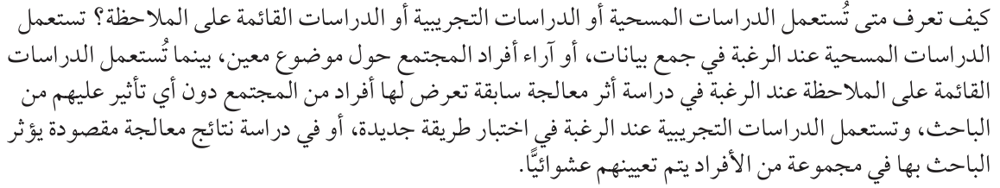 كيف تعرف متى تُستعمل الدراسات المسحية أو الدراسات التجريبية أو الدراسات القائمة على الملاحظة؟ تستعمل
الدراسات المسحية عند الرغبة في جمع بيانات، أو آراء أفراد المجتمع حول موضوع معين، بينما تُستعمل الدراسات
القائمة على الملاحظة عند الرغبة في دراسة أثر معالجة سابقة تعرض لها أفراد من المجتمع دون أي تأثير عليهم من
الباحث، وتستعمل الدراسات التجريبية عند الرغبة في اختبار طريقة جديدة، أو في دراسة نتائج معالجة مقصودة يؤثر
الباحث بها في مجموعة من الأفراد يتم تعيينهم عشوائيًّا.